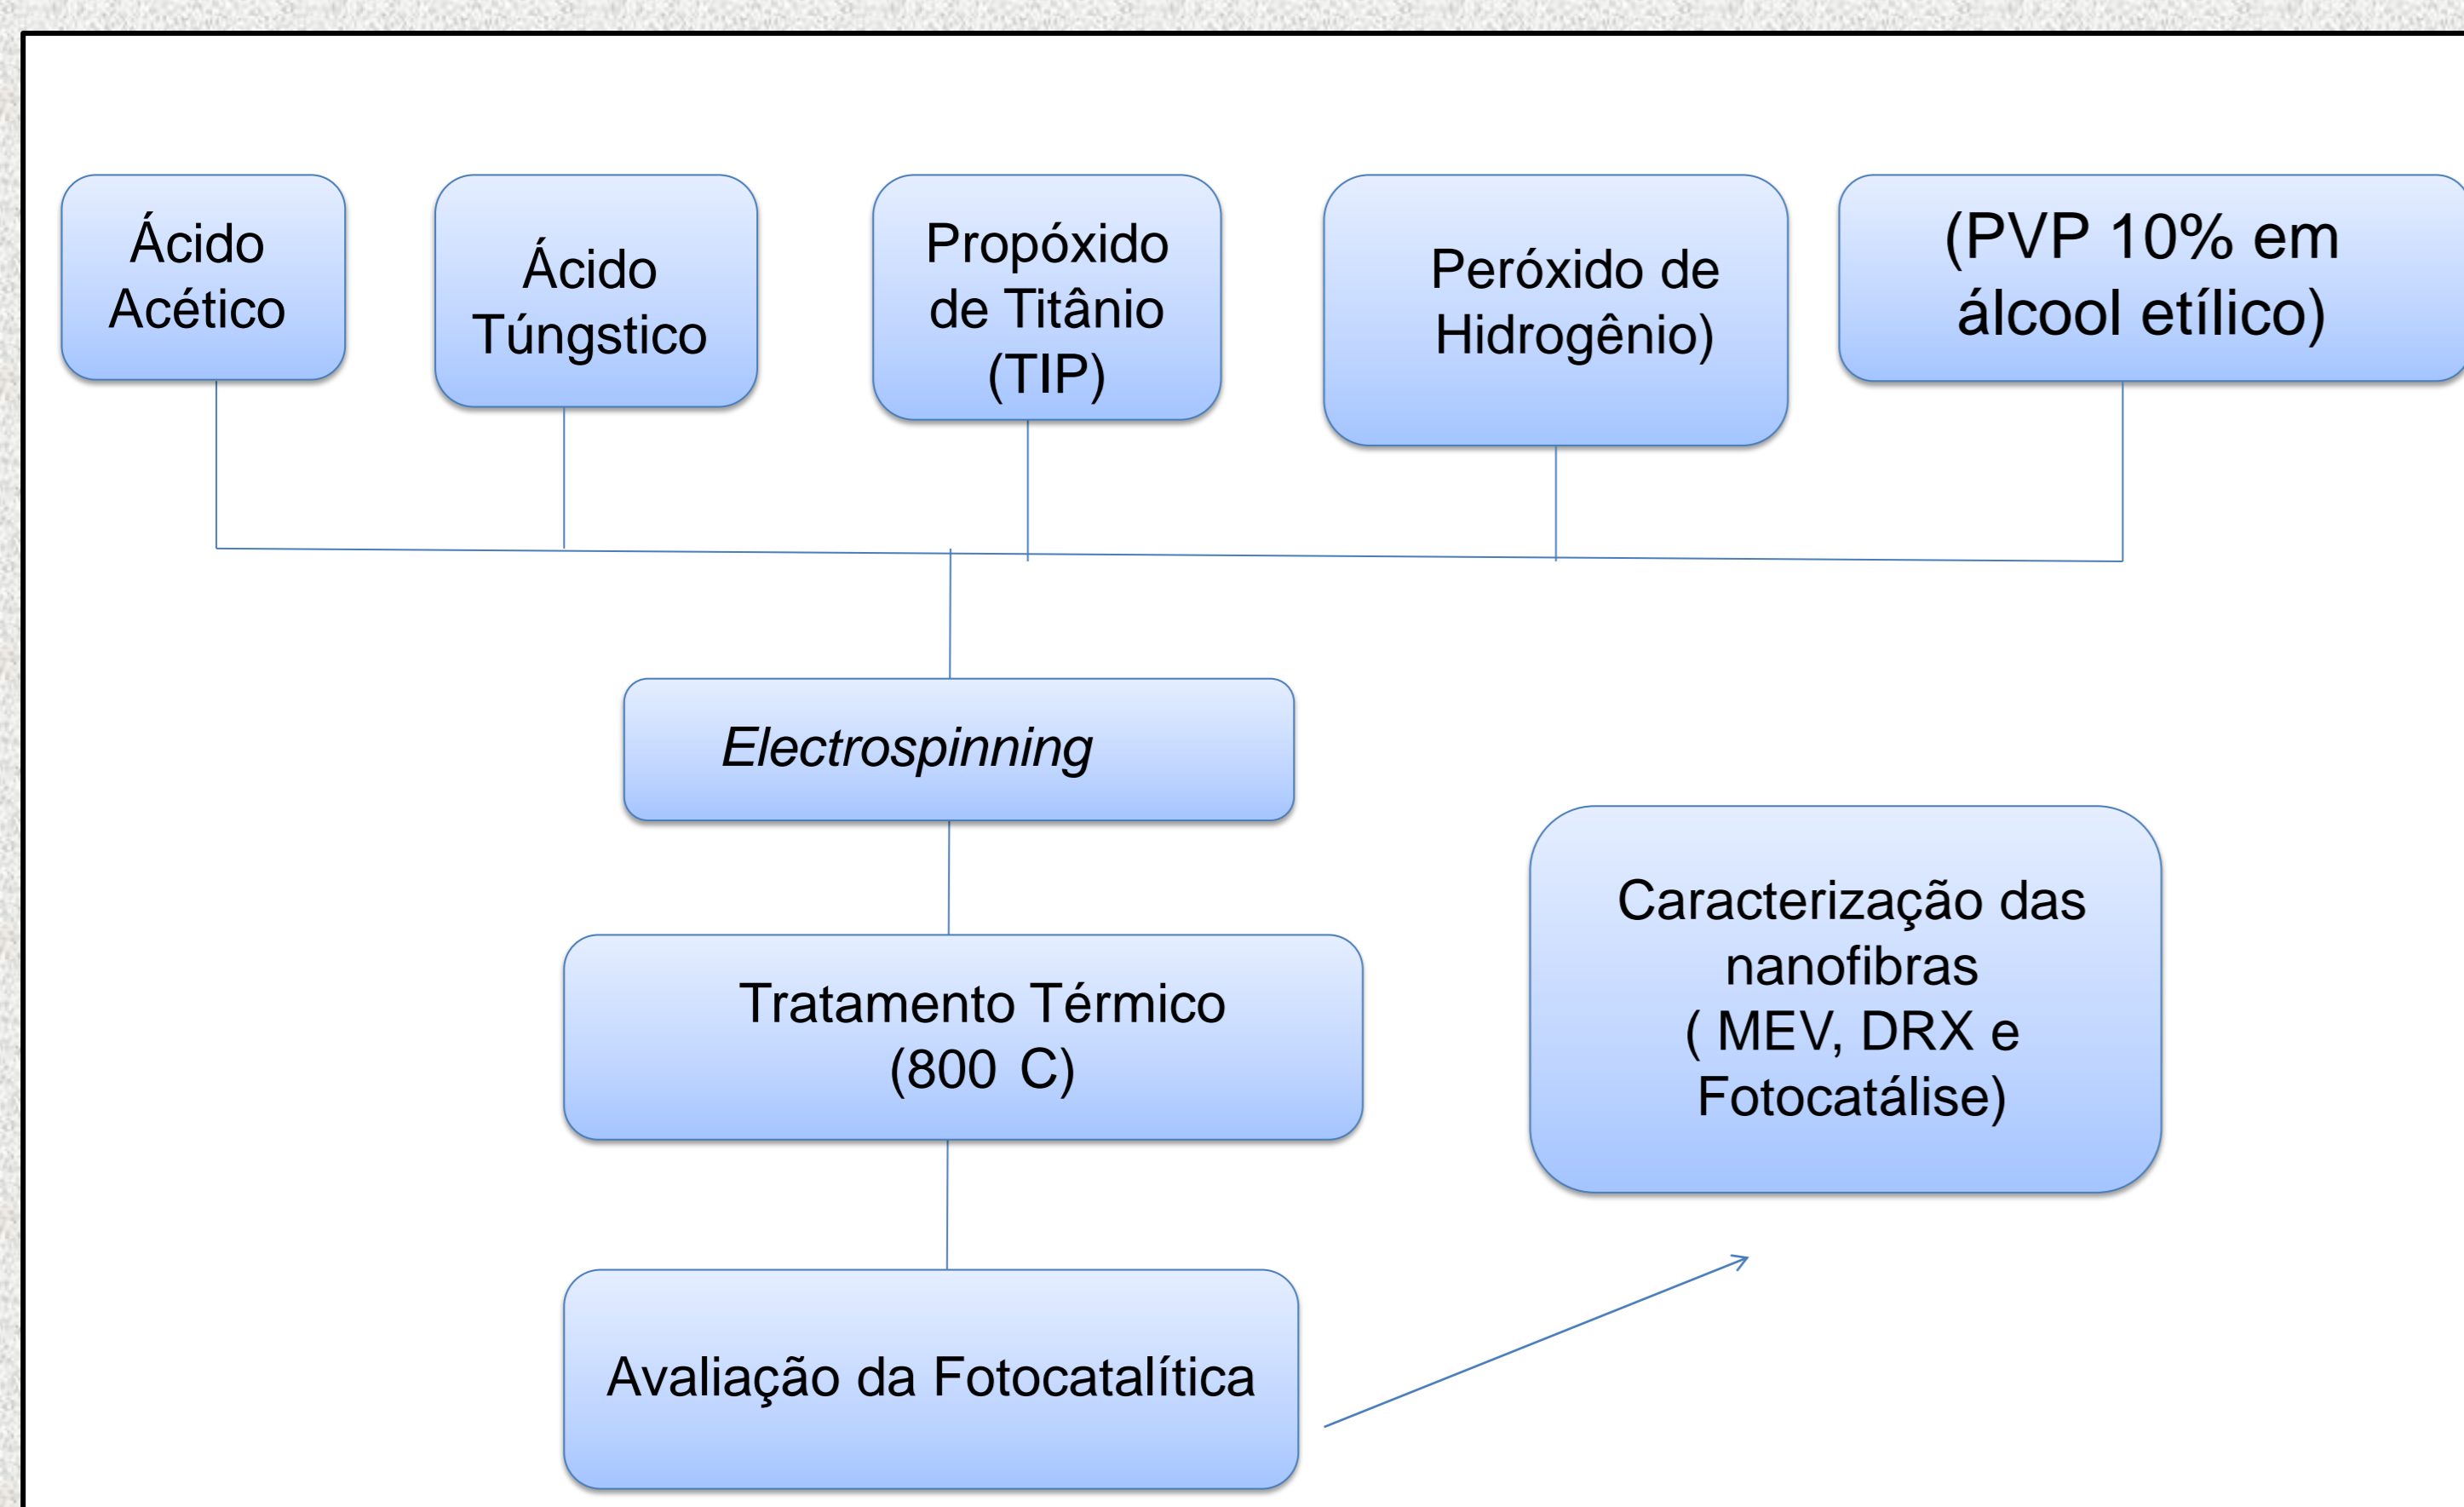 Ácido
Acético
Ácido
Túngstico
Propóxido
de Titânio
(TIP)
Peróxido de
Hidrogênio)
(PVP 10% em
álcool etílico)
Electrospinning
Tratamento Térmico
(800 C)
Caracterização das
nanofibras
( MEV, DRX e
Fotocatálise)
Avaliação da Fotocatalítica